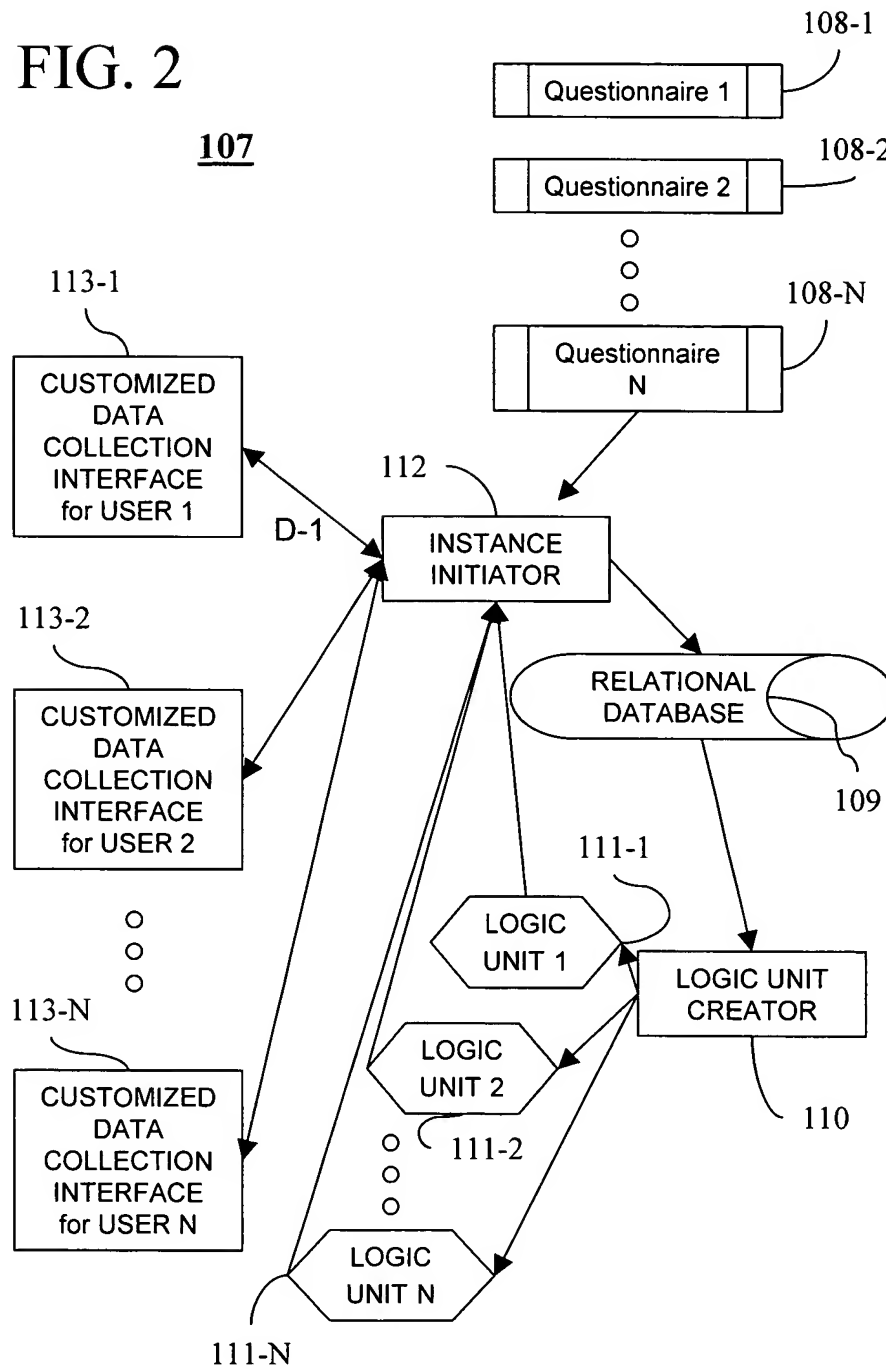 FIG. 2
107
108-1
Questionnaire 1
108-2
Questionnaire 2
108-N
Questionnaire
N
113-1
CUSTOMIZED
DATA
COLLECTION
INTERFACE
for USER 1
D-1
112
INSTANCE
INITIATOR
113-2
CUSTOMIZED
DATA
COLLECTION
INTERFACE
for USER 2
RELATIONAL
DATABASE
109
111-1
LOGIC
UNIT 1
LOGIC UNIT
CREATOR
110
113-N
CUSTOMIZED
DATA
COLLECTION
INTERFACE
for USER N
LOGIC
UNIT 2
111-2
LOGIC
UNIT N
111-N